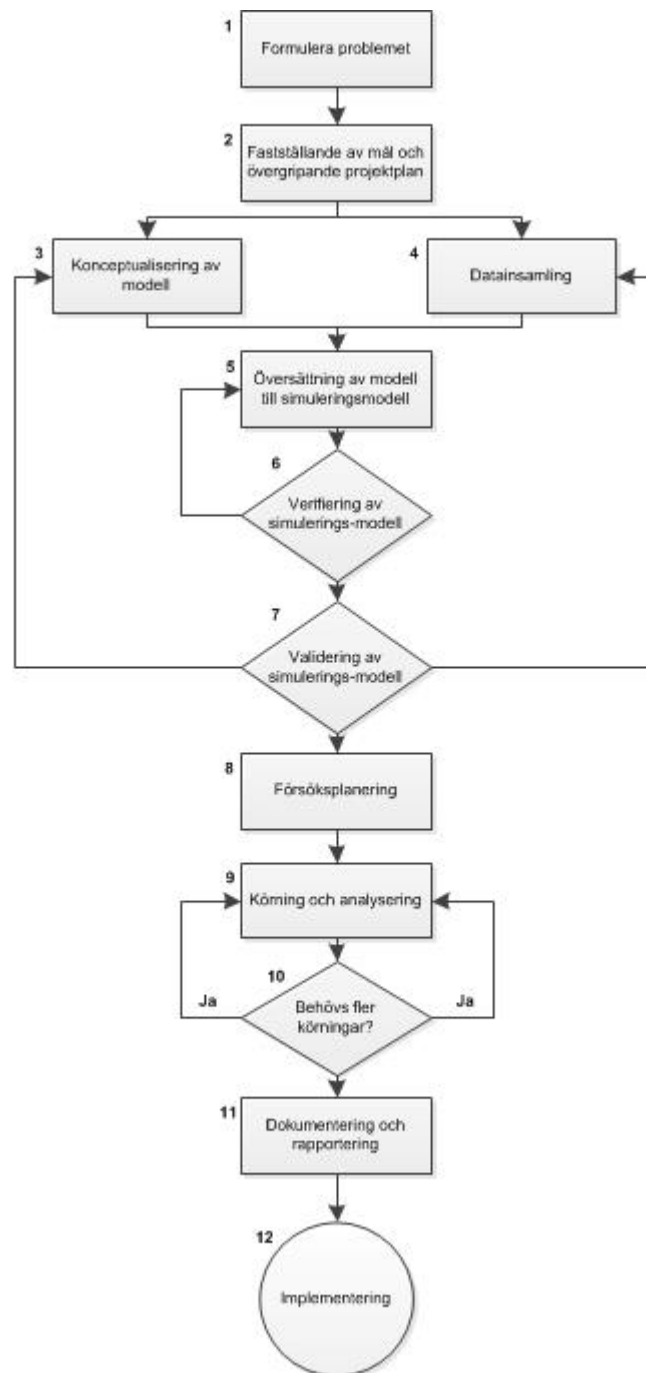 1
Formulera problemet
2
Fastställande av mål och
övergripande projektplan
3
Konceptualisering av
modell
4
Datainsamling
5
Översättning av modell
till simuleringsmodell
6
Verifiering av
simulerings-modell
7
Validering av
simulerings-modell
8
Försöksplanering
9
Körning och analysering
10
Behövs fler
körningar?
Ja
Ja
11
Dokumentering och
rapportering
12
Implementering